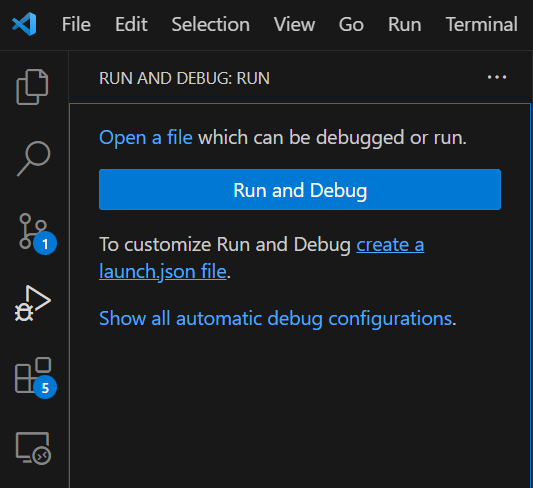 File Edit Selection View Go Run Terminal
RUN AND DEBUG: RUN
Open a file which can be debugged or run.
Run and Debug
To customize Run and Debug create a
launch.json file.
Show all automatic debug configurations.
1
5